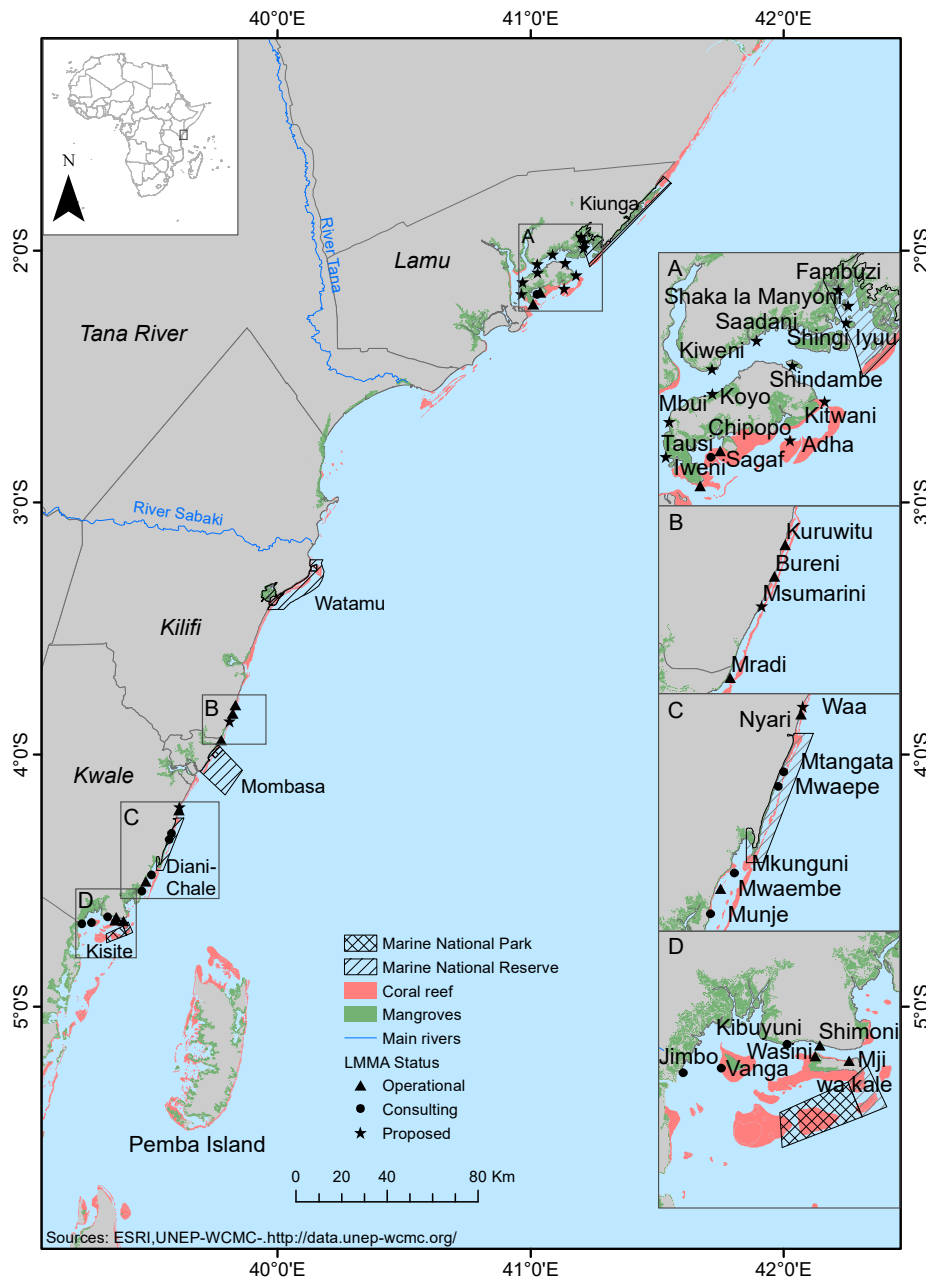 40°0'E
41°0'E
42°0'E
N
2°0'S
3°0'S
4°0'S
5°0'S
Kiunga
A
River Tana
Lamu
Tana River
River Sabaki
Watamu
Kilifi
B
Mombasa
Kwale
C
Diani-
Chale
D
Kisite
Pemba Island
A
Fambuzi
Shaka la Manyoni
Saadani
Shingi Iyuu
Kiweni
Shindambe
Koyo
Mbui
Kitwani
Chipopo
Adha
Tausi
Sagaf
Iweni
B
Kuruwitu
Bureni
Msumarini
Mradi
C
Waa
Nyari
Mtangata
Mwaepe
Mkunguni
Mwaembe
Munje
D
Kibuyuni
Shimoni
Wasini
Jimbo
Vanga
Mji
wa kale
Marine National Park
Marine National Reserve
Coral reef
Mangroves
Main rivers
LMMA Status
Operational
Consulting
Proposed
0 20 40 80 Km
Sources: ESRI,UNEP-WCMC-.http://data.unep-wcmc.org/
2°0'S
3°0'S
4°0'S
5°0'S
40°0'E
41°0'E
42°0'E